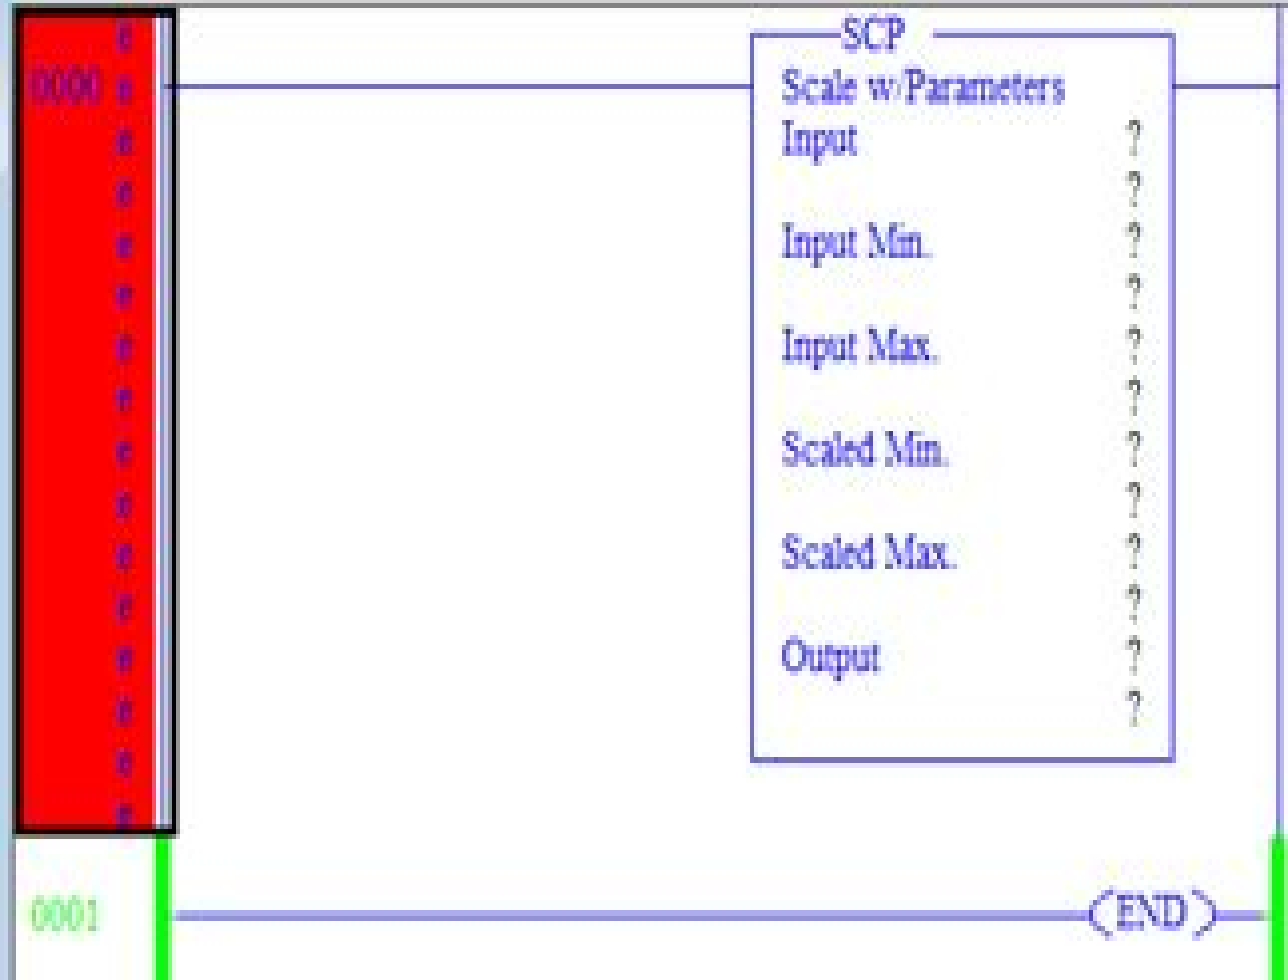 SCP
e
0000 e
Scale w/Parameters
e
Input ?
e
?
e
Input Min. ?
e
?
e
Input Max. ?
e
?
e
Scaled Min. ?
e
?
e
Scaled Max. ?
e
?
e
Output ?
e
?
e
e
0001
END